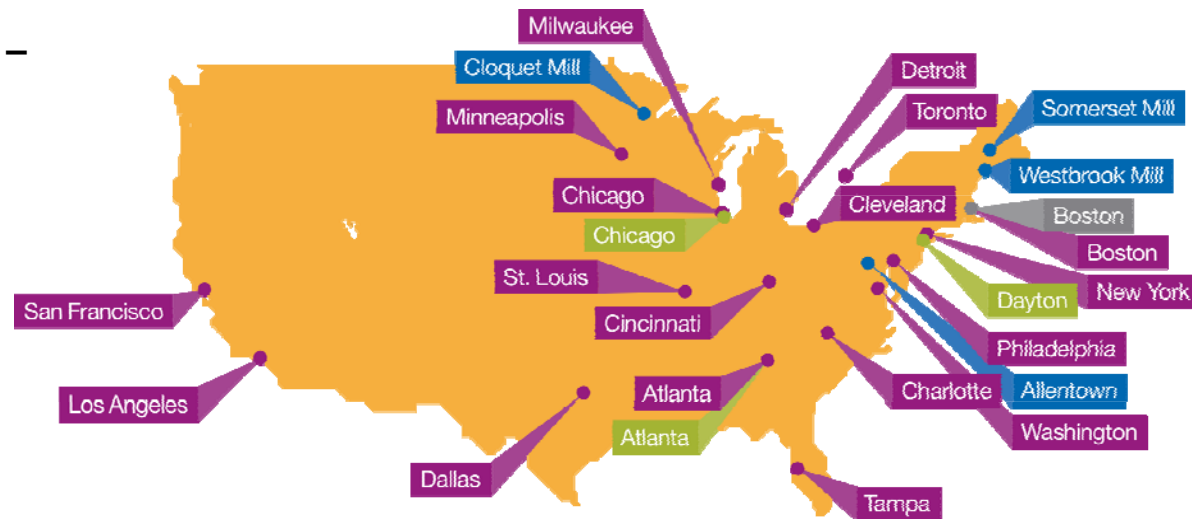 Milwaukee
Cloquet Mill
Detroit
Minneapolis
Toronto
Somerset Mill
Westbrook Mill
Chicago
Cleveland
Boston
Chicago
Boston
St. Louis
New York
Dayton
San Francisco
Cincinnati
Philadelphia
Los Angeles
Atlanta
Charlotte
Allentown
Atlanta
Washington
Dallas
Tampa